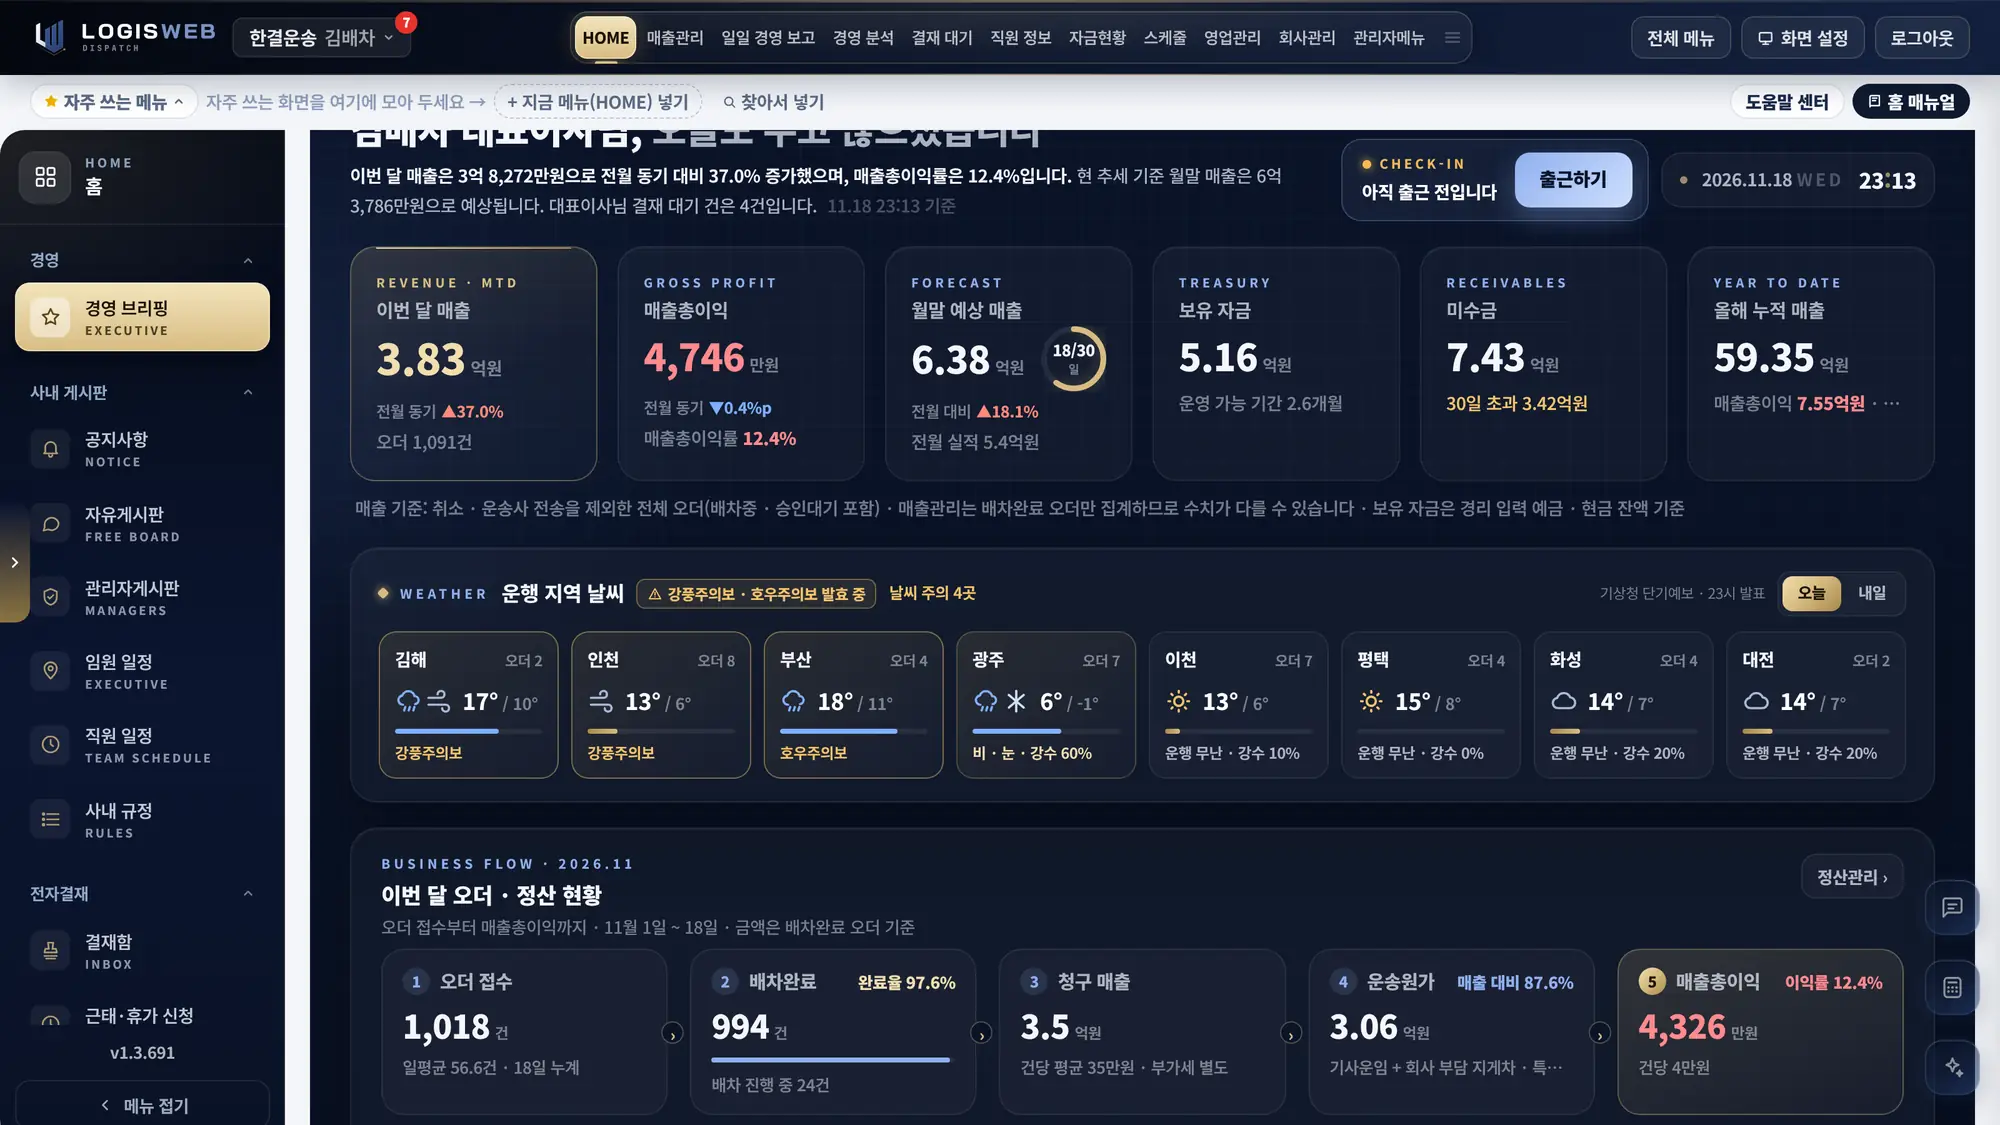 LOGISWEB
DISPATCH
한결운송 김배차
7
HOME 매출관리 일일 경영 보고 경영 분석 결재 대기 직원 정보 자금현황 스케줄 영업관리 회사관리 관리자메뉴
전체 메뉴 화면 설정 로그아웃
자주 쓰는 메뉴 자주 쓰는 화면을 여기에 모아 두세요 → + 지금 메뉴(HOME) 넣기 찾아서 넣기
도움말 센터 홈 매뉴얼
HOME
홈
경영
경영 브리핑
EXECUTIVE
사내 게시판
공지사항
NOTICE
자유게시판
FREE BOARD
관리자게시판
MANAGERS
임원 일정
EXECUTIVE
직원 일정
TEAM SCHEDULE
사내 규정
RULES
전자결재
결재함
INBOX
근태·휴가 신청
v1.3.691
메뉴 접기
김배차 대표이사님, 오늘도 수고 많으셨습니다
이번 달 매출은 3억 8,272만원으로 전월 동기 대비 37.0% 증가했으며, 매출총이익률은 12.4%입니다. 현 추세 기준 월말 매출은 6억
3,786만원으로 예상됩니다. 대표이사님 결재 대기 건은 4건입니다. 11.18 23:13 기준
CHECK-IN
아직 출근 전입니다
출근하기
2026.11.18 WED 23:13
REVENUE · MTD
이번 달 매출
3.83 억원
전월 동기 ▲37.0%
오더 1,091건
GROSS PROFIT
매출총이익
4,746 만원
전월 동기 ▼0.4%p
매출총이익률 12.4%
FORECAST
월말 예상 매출
6.38 억원
18/30
일
전월 대비 ▲18.1%
전월 실적 5.4억원
TREASURY
보유 자금
5.16 억원
운영 가능 기간 2.6개월
RECEIVABLES
미수금
7.43 억원
30일 초과 3.42억원
YEAR TO DATE
올해 누적 매출
59.35 억원
매출총이익 7.55억원 · ···
매출 기준: 취소 · 운송사 전송을 제외한 전체 오더(배차중 · 승인대기 포함) · 매출관리는 배차완료 오더만 집계하므로 수치가 다를 수 있습니다 · 보유 자금은 경리 입력 예금 · 현금 잔액 기준
WEATHER 운행 지역 날씨 강풍주의보 · 호우주의보 발효 중 날씨 주의 4곳
기상청 단기예보 · 23시 발표 오늘 내일
김해 오더 2
17° / 10°
강풍주의보
인천 오더 8
13° / 6°
강풍주의보
부산 오더 4
18° / 11°
호우주의보
광주 오더 7
6° / -1°
비 · 눈 · 강수 60%
이천 오더 7
13° / 6°
운행 무난 · 강수 10%
평택 오더 4
15° / 8°
운행 무난 · 강수 0%
화성 오더 4
14° / 7°
운행 무난 · 강수 20%
대전 오더 2
14° / 7°
운행 무난 · 강수 20%
BUSINESS FLOW · 2026.11
이번 달 오더 · 정산 현황
오더 접수부터 매출총이익까지 · 11월 1일 ~ 18일 · 금액은 배차완료 오더 기준
정산관리 ›
1 오더 접수
1,018 건
일평균 56.6건 · 18일 누계
2 배차완료 완료율 97.6%
994 건
배차 진행 중 24건
3 청구 매출
3.5 억원
건당 평균 35만원 · 부가세 별도
4 운송원가 매출 대비 87.6%
3.06 억원
기사운임 + 회사 부담 지게차 · 특···
5 매출총이익 이익률 12.4%
4,326 만원
건당 4만원